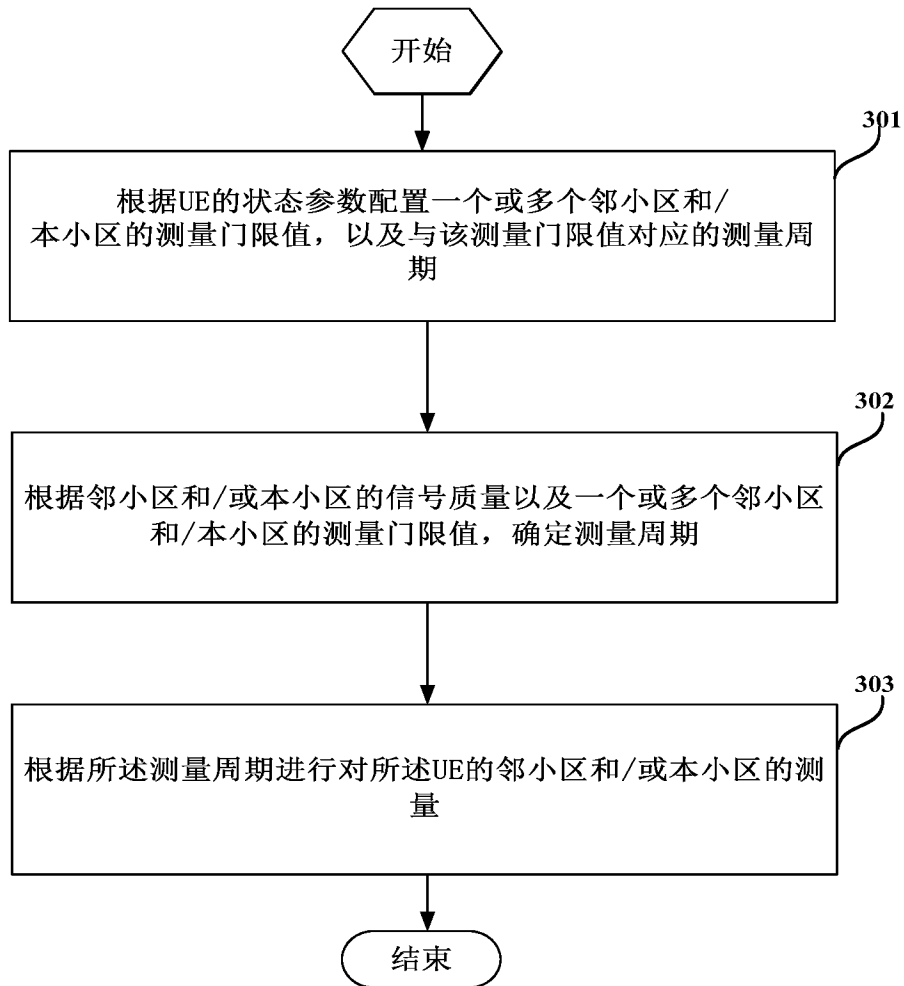 开始
301
根据UE的状态参数配置一个或多个邻小区和/
本小区的测量门限值，以及与该测量门限值对应的测量周
期
302
根据邻小区和/或本小区的信号质量以及一个或多个邻小区
和/本小区的测量门限值，确定测量周期
303
根据所述测量周期进行对所述UE的邻小区和/或本小区的测
量
结束